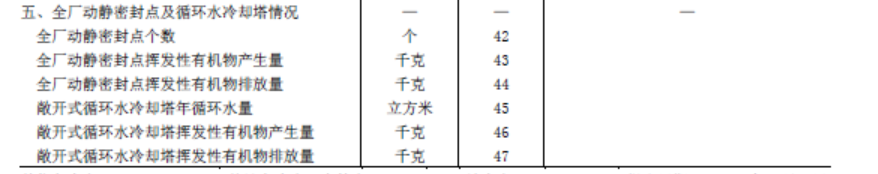 五、全厂动静密封点及循环水冷却塔情况 — — —
全厂动静密封点个数 个 42
全厂动静密封点挥发性有机物产生量 千克 43
全厂动静密封点挥发性有机物排放量 千克 44
敞开式循环水冷却塔年循环水量 立方米 45
敞开式循环水冷却塔挥发性有机物产生量 千克 46
敞开式循环水冷却塔挥发性有机物排放量 千克 47